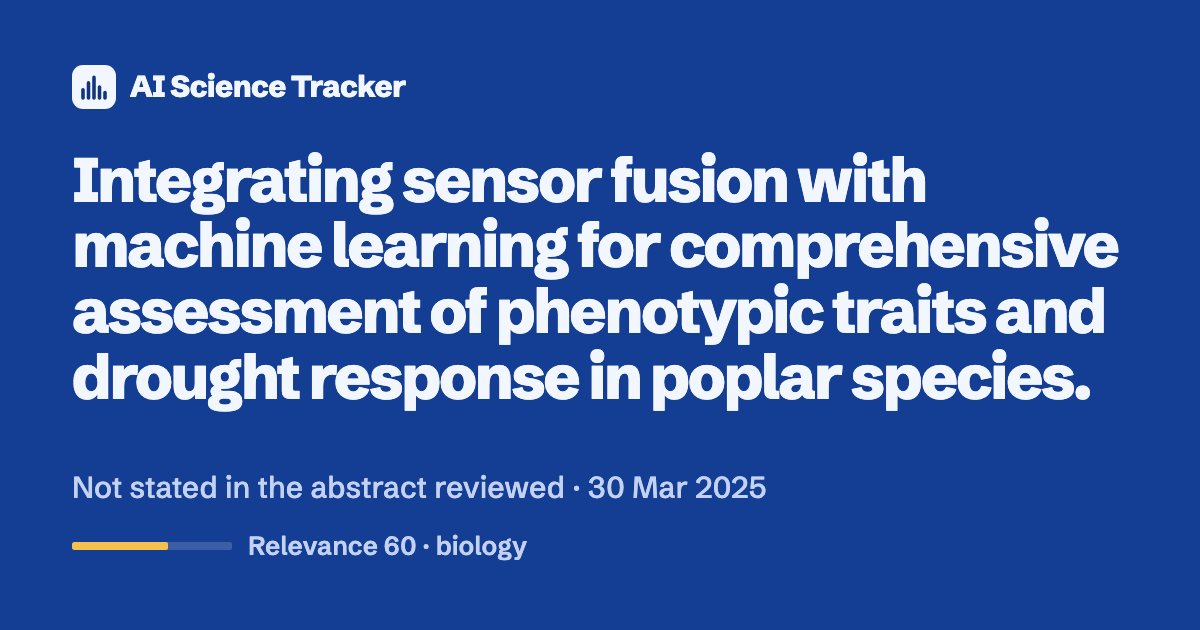 AI Science Tracker
Integrating sensor fusion with
machine learning for comprehensive
assessment of phenotypic traits and
drought response in poplar species.
Not stated in the abstract reviewed · 30 Mar 2025
Relevance 60 · biology